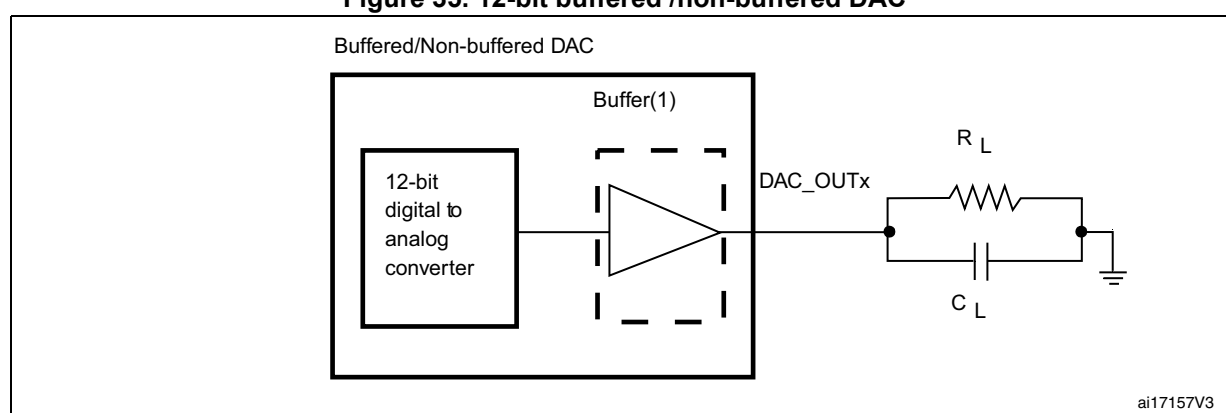 Figure 35. 12-bit buffered /non-buffered DAC
Buffered/Non-buffered DAC
Buffer(1)
12-bit
digital to
analog
converter
DAC_OUTx
R L
C L
ai17157V3